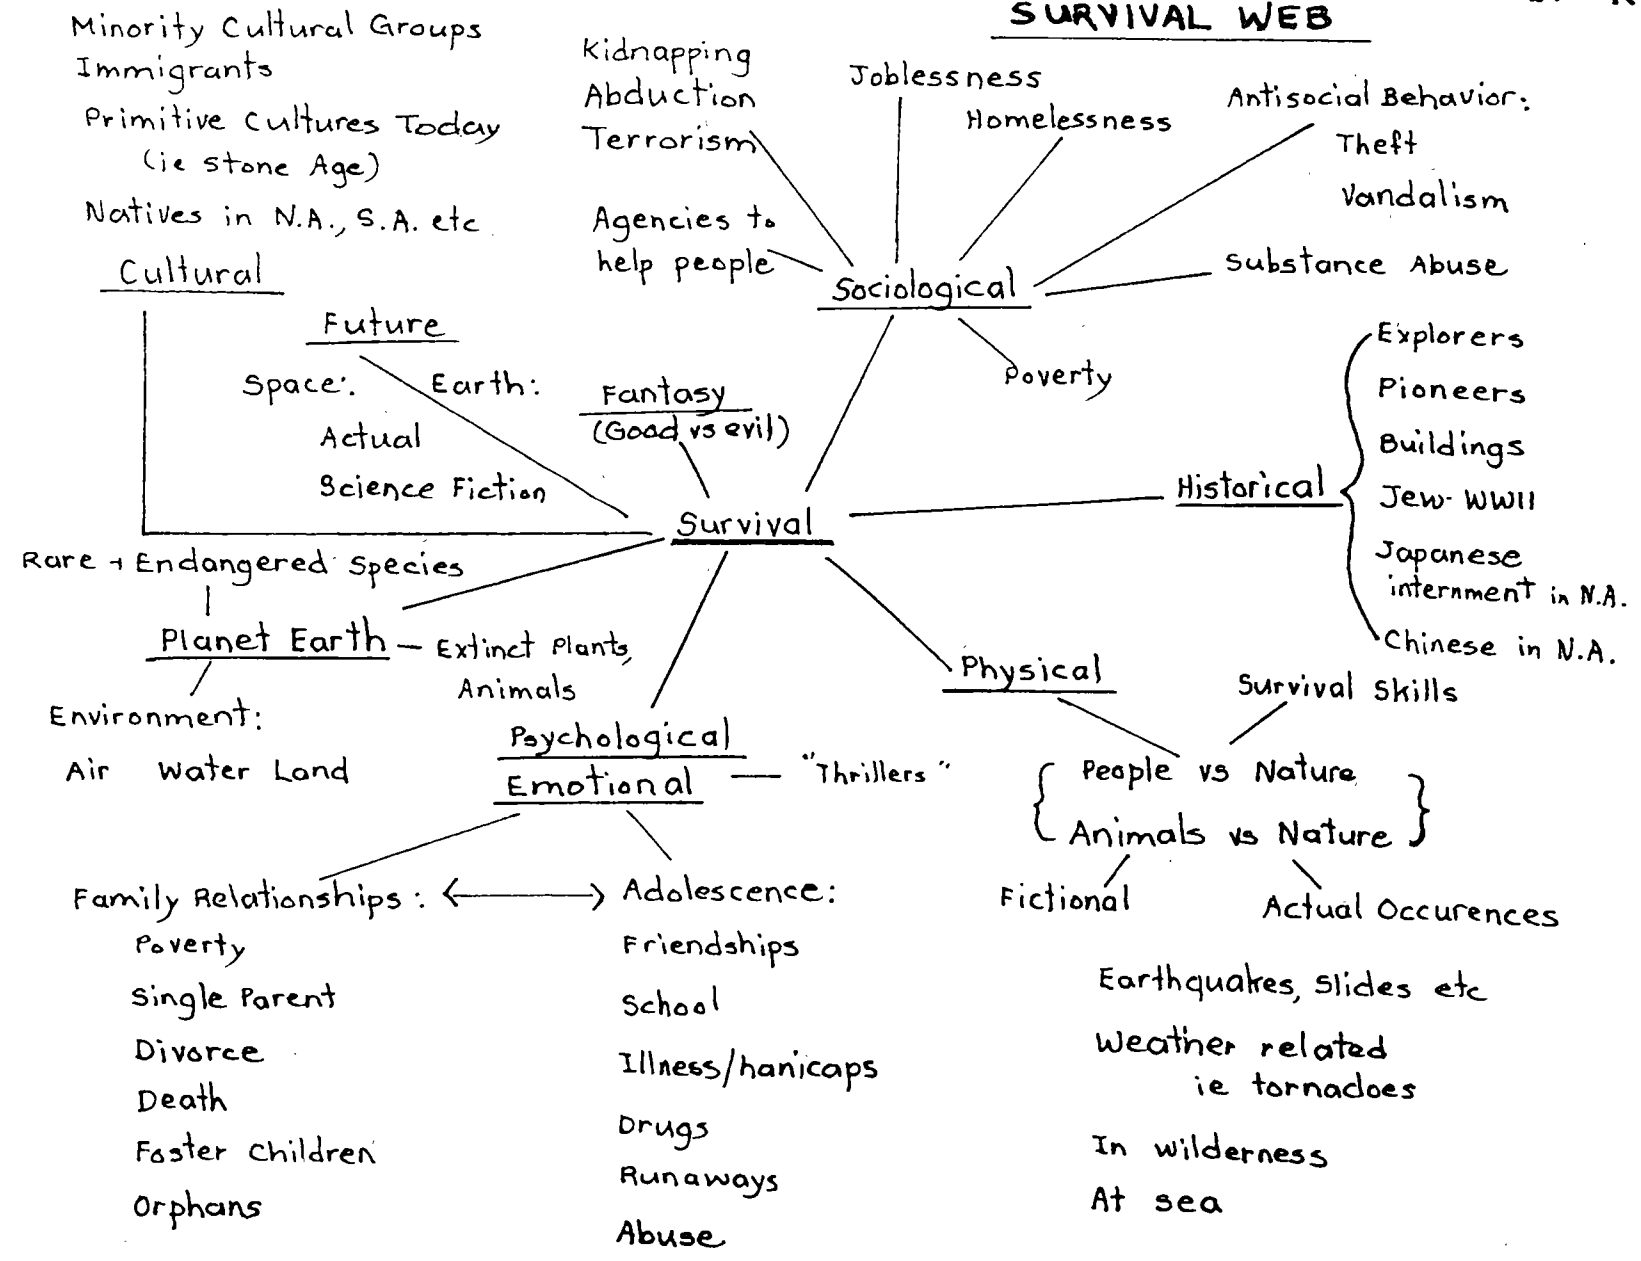 SURVIVAL WEB
Minority Cultural Groups
Immigrants
Primitive Cultures Today
(ie Stone Age)
Natives in N.A., S.A. etc
Cultural
Kidnapping
Abduction
Terrorism
Agencies to
help people
Joblessness
Homelessness
Antisocial Behavior:
Theft
Vandalism
Substance Abuse
Sociological
Poverty
Future
Space:
Earth:
Actual
Science Fiction
Fantasy
(Good vs evil)
Survival
Historical
Explorers
Pioneers
Buildings
Jew- WWII
Japanese
internment in N.A.
Chinese in N.A.
Rare + Endangered Species
Planet Earth
Extinct Plants,
Animals
Environment:
Air Water Land
Psychological
Emotional
"Thrillers"
Family Relationships:
Poverty
Single Parent
Divorce
Death
Foster Children
Orphans
Adolescence:
Friendships
School
Illness/hanicaps
Drugs
Runaways
Abuse
Physical
Survival Skills
People vs Nature
Animals vs Nature
Fictional
Actual Occurences
Earthquakes, Slides etc
Weather related
ie tornadoes
In wilderness
At sea